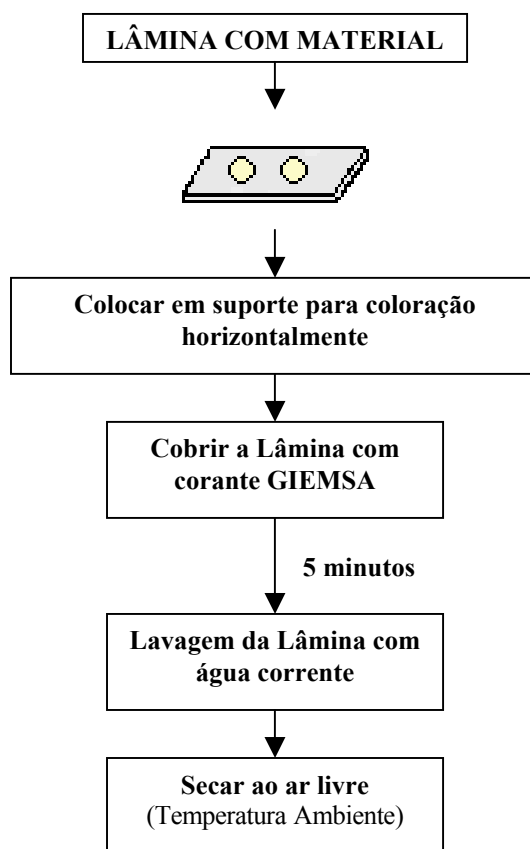 LÂMINA COM MATERIAL
Colocar em suporte para coloração
horizontalmente
Cobrir a Lâmina com
corante GIEMSA
5 minutos
Lavagem da Lâmina com
água corrente
Secar ao ar livre
(Temperatura Ambiente)